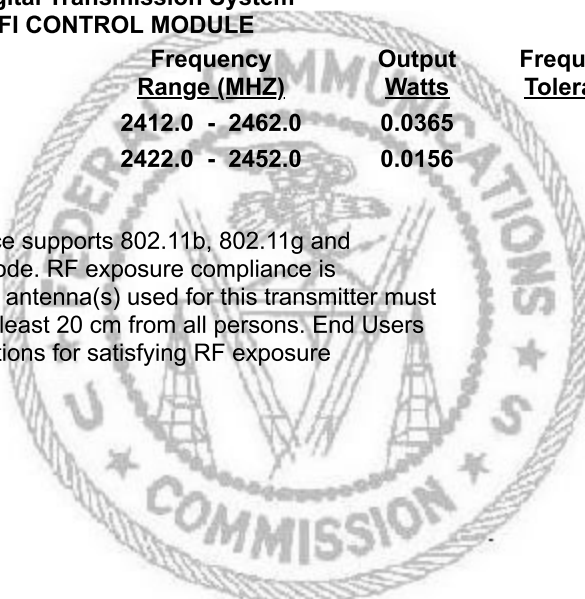 gital Transmission System
FI CONTROL MODULE
Frequency Output Frequ
Range (MHZ) Watts Tolera
2412.0 - 2462.0 0.0365
2422.0 - 2452.0 0.0156
ce supports 802.11b, 802.11g and
ode. RF exposure compliance is
antenna(s) used for this transmitter must
least 20 cm from all persons. End Users
tions for satisfying RF exposure
FEDERAL COMMUNICATIONS
U S
COMMISSION